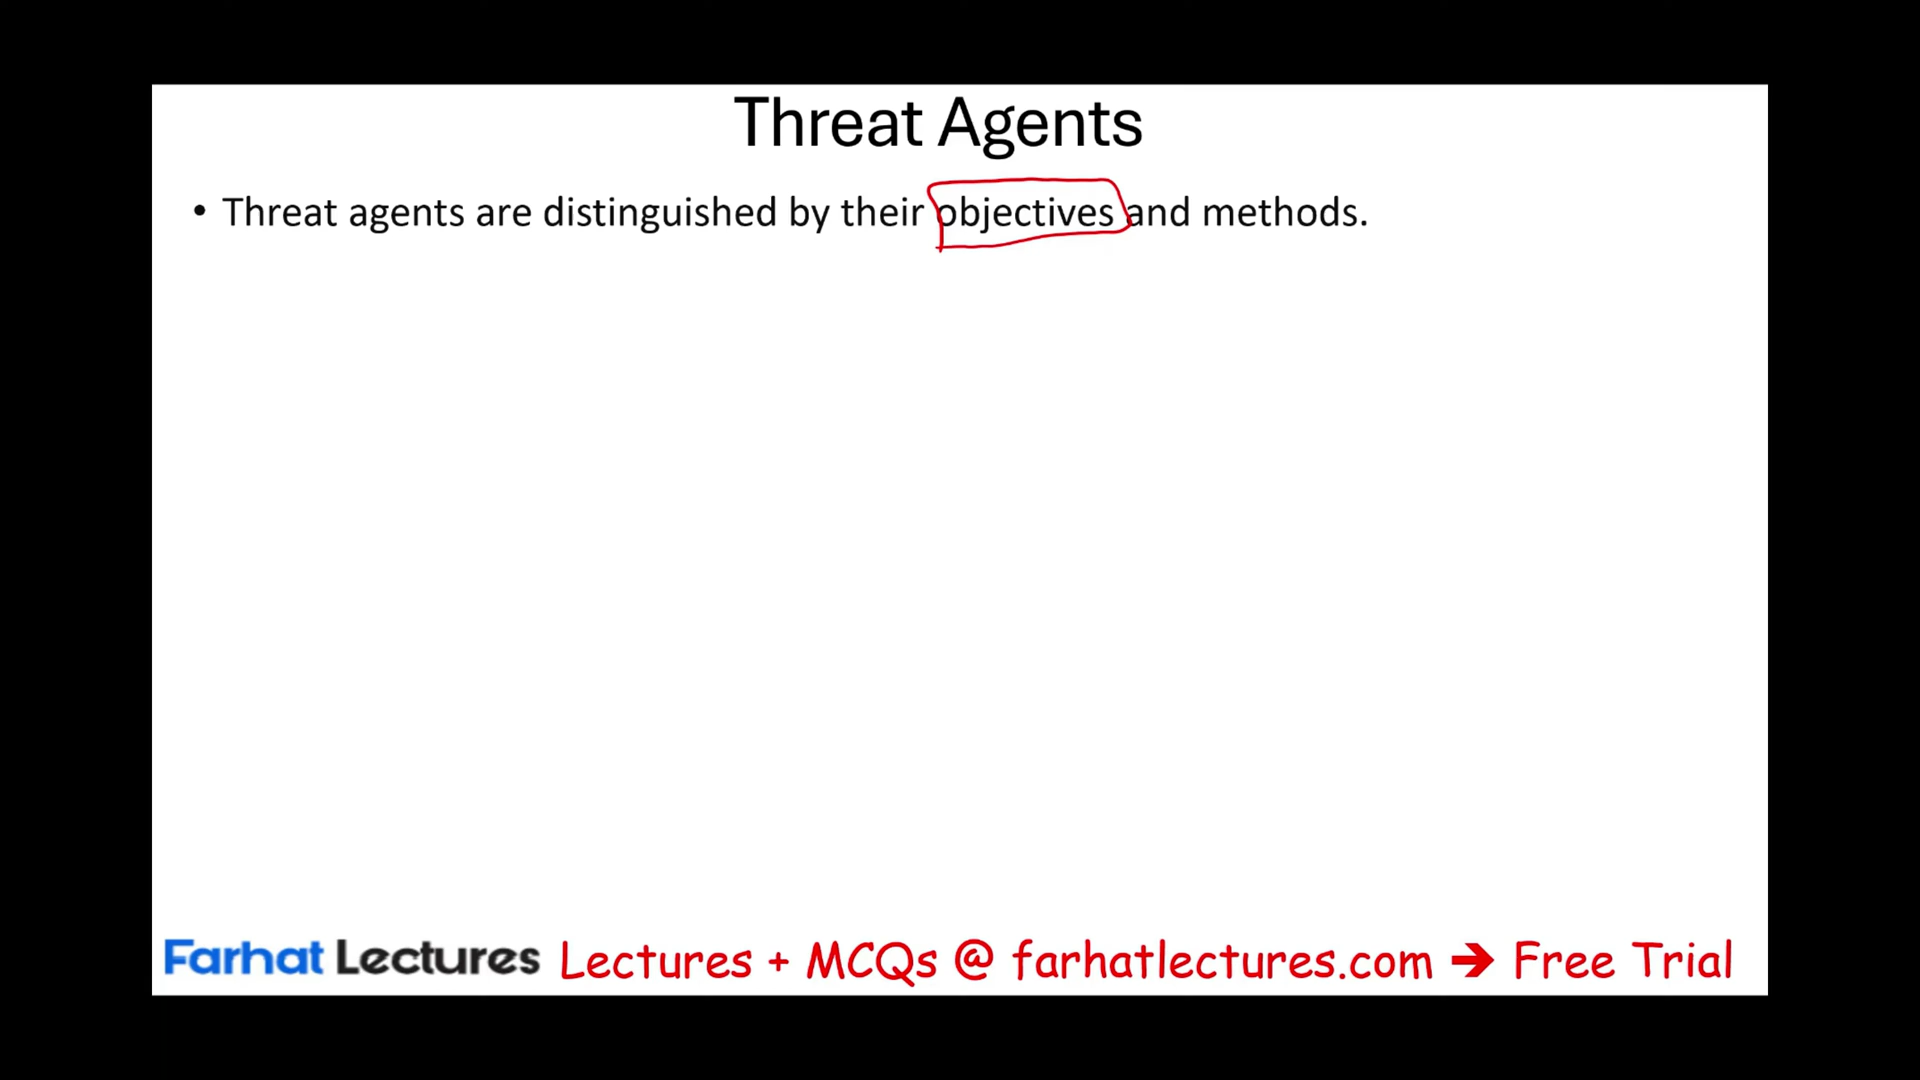 Threat Agents
• Threat agents are distinguished by their objectives and methods.
Farhat Lectures Lectures + MCQs @ farhatlectures.com ➔ Free Trial